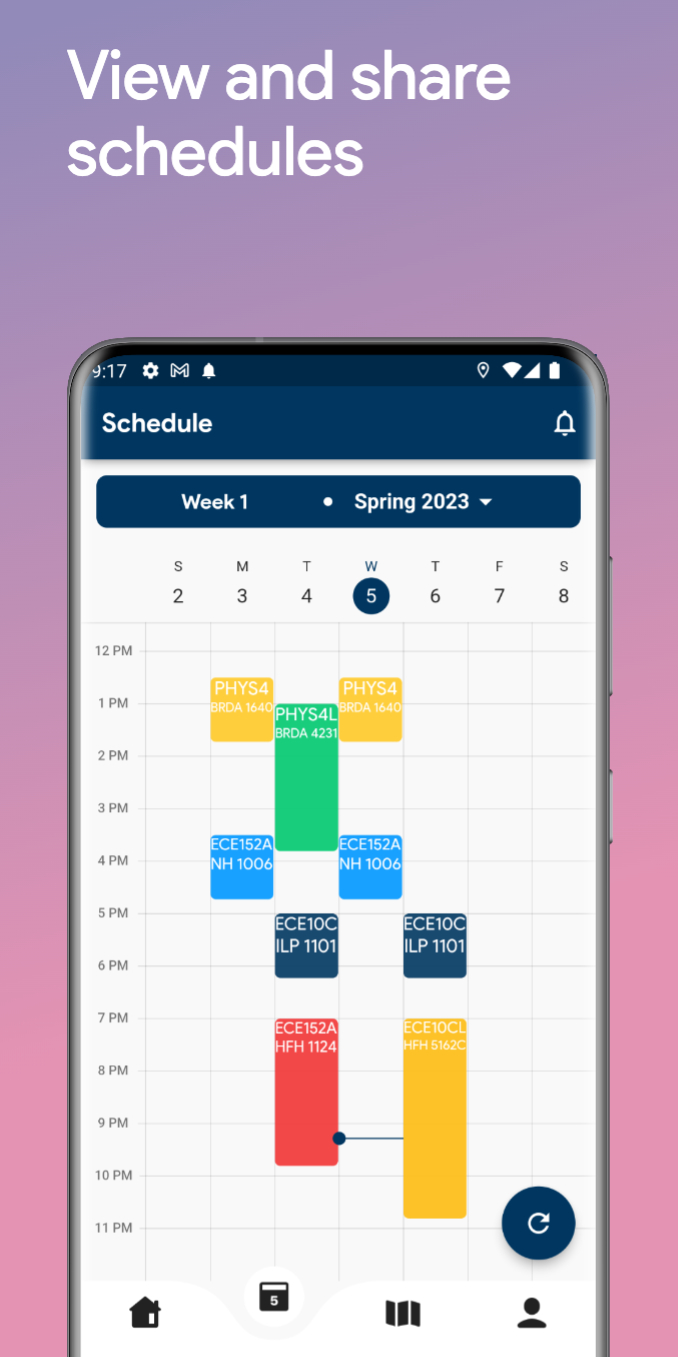 View and share
schedules
9:17
Schedule
Week 1 • Spring 2023
S M T W T F S
2 3 4 5 6 7 8
12 PM
PHYS4 PHYS4
BRDA 1640 BRDA 1640
1 PM
PHYS4L
BRDA 4231
2 PM
3 PM
ECE152A ECE152A
4 PM
NH 1006 NH 1006
5 PM
ECE10C ECE10C
ILP 1101 ILP 1101
6 PM
7 PM
ECE152A ECE10CL
HFH 1124 HFH 5162C
8 PM
9 PM
10 PM
11 PM
5